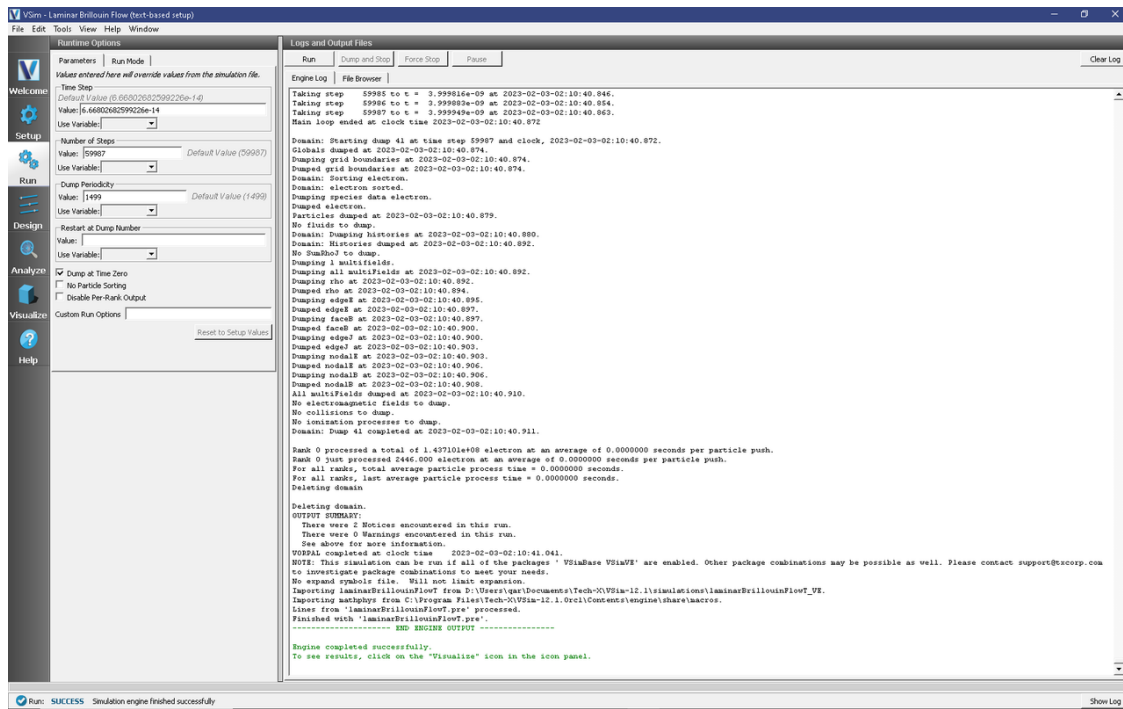 VSim - Laminar Brillouin Flow (text-based setup)
File Edit Tools View Help Window
Welcome
Setup
Run
Design
Analyze
Visualize
Help
Runtime Options
Parameters Run Mode
Values entered here will override values from the simulation file.
Time Step
Default Value (6.66802682599226e-14)
Value: 6.66802682599226e-14
Use Variable:
Number of Steps
Value: 59987 Default Value (59987)
Use Variable:
Dump Periodicity
Value: 1499 Default Value (1499)
Use Variable:
Restart at Dump Number
Value:
Use Variable:
Dump at Time Zero
No Particle Sorting
Disable Per-Rank Output
Custom Run Options
Reset to Setup Values
Logs and Output Files
Run Dump and Stop Force Stop Pause Clear Log
Engine Log File Browser
Taking step 59985 to t = 3.999816e-09 at 2023-02-03-02:10:40.846.
Taking step 59986 to t = 3.999883e-09 at 2023-02-03-02:10:40.854.
Taking step 59987 to t = 3.999949e-09 at 2023-02-03-02:10:40.863.
Main loop ended at clock time 2023-02-03-02:10:40.872
Domain: Starting dump 41 at time step 59987 and clock, 2023-02-03-02:10:40.872.
Globals dumped at 2023-02-03-02:10:40.874.
Dumping grid boundaries at 2023-02-03-02:10:40.874.
Dumped grid boundaries at 2023-02-03-02:10:40.874.
Domain: Sorting electron.
Domain: electron sorted.
Dumping species data electron.
Dumped electron.
Particles dumped at 2023-02-03-02:10:40.879.
No fluids to dump.
Domain: Dumping histories at 2023-02-03-02:10:40.880.
Domain: Histories dumped at 2023-02-03-02:10:40.892.
No SumRhoJ to dump.
Dumping 1 multifields.
Dumping all multiFields at 2023-02-03-02:10:40.892.
Dumping rho at 2023-02-03-02:10:40.892.
Dumped rho at 2023-02-03-02:10:40.894.
Dumping edgeE at 2023-02-03-02:10:40.895.
Dumped edgeE at 2023-02-03-02:10:40.897.
Dumping faceB at 2023-02-03-02:10:40.897.
Dumped faceB at 2023-02-03-02:10:40.900.
Dumping edgeJ at 2023-02-03-02:10:40.900.
Dumped edgeJ at 2023-02-03-02:10:40.903.
Dumping nodalE at 2023-02-03-02:10:40.903.
Dumped nodalE at 2023-02-03-02:10:40.906.
Dumping nodalB at 2023-02-03-02:10:40.906.
Dumped nodalB at 2023-02-03-02:10:40.908.
All multiFields dumped at 2023-02-03-02:10:40.910.
No electromagnetic fields to dump.
No collisions to dump.
No ionization processes to dump.
Domain: Dump 41 completed at 2023-02-03-02:10:40.911.
Rank 0 processed a total of 1.437101e+08 electron at an average of 0.0000000 seconds per particle push.
Rank 0 just processed 2446.000 electron at an average of 0.0000000 seconds per particle push.
For all ranks, total average particle process time = 0.0000000 seconds.
For all ranks, last average particle process time = 0.0000000 seconds.
Deleting domain
Deleting domain.
OUTPUT SUMMARY:
There were 2 Notices encountered in this run.
There were 0 Warnings encountered in this run.
See above for more information.
VORPAL completed at clock time 2023-02-03-02:10:41.041.
NOTE: This simulation can be run if all of the packages ' VSimBase VSimVE' are enabled. Other package combinations may be possible as well. Please contact support@txcorp.com
to investigate package combinations to meet your needs.
No expand symbols file. Will not limit expansion.
Importing laminarBrillouinFlowT from D:\Users\qar\Documents\Tech-X\VSim-12.1\simulations\laminarBrillouinFlowT_VE.
Importing mathphys from C:\Program Files\Tech-X\VSim-12.1.0rc1\Contents\engine\share\macros.
Lines from 'laminarBrillouinFlowT.pre' processed.
Finished with 'laminarBrillouinFlowT.pre'.
-------------------- END ENGINE OUTPUT ---------------
Engine completed successfully.
To see results, click on the "Visualize" icon in the icon panel.
Run: SUCCESS Simulation engine finished successfully Show Log